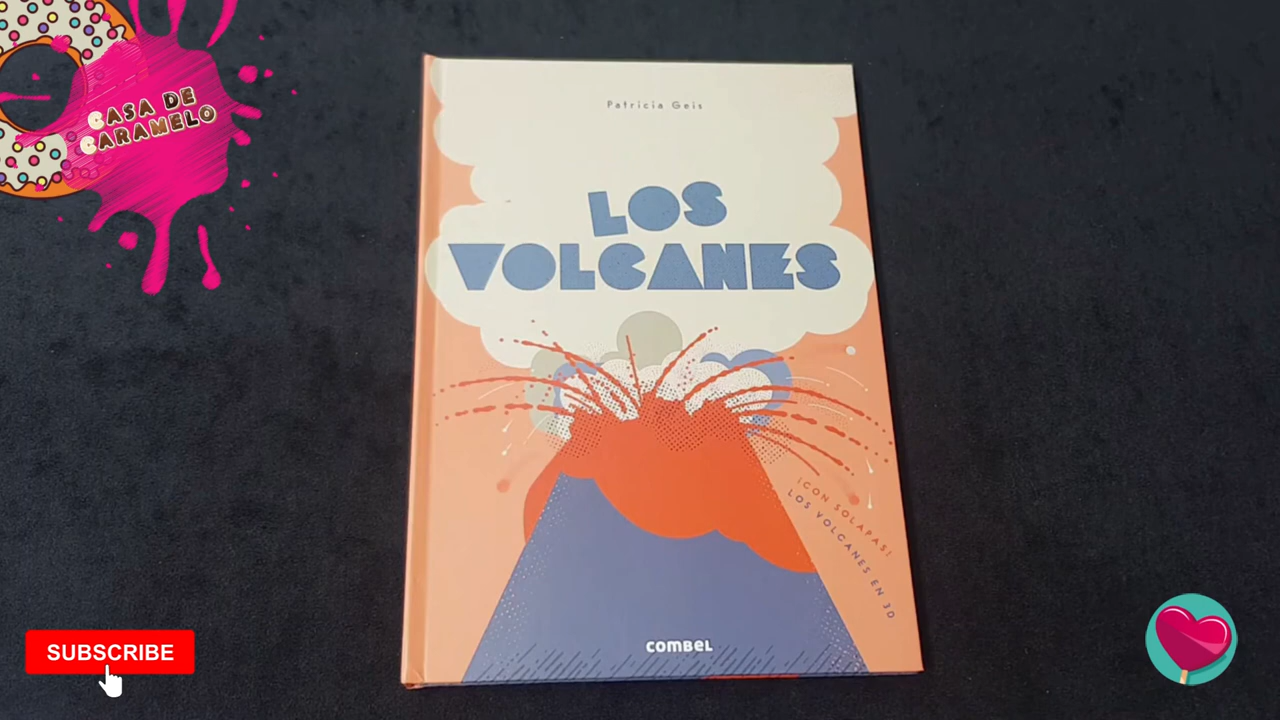 CASA DE
CARAMELO
Patricia Geis
LOS
VOLCANES
¡CON SOLAPAS!
LOS VOLCANES EN 3D
COMBEL
SUBSCRIBE